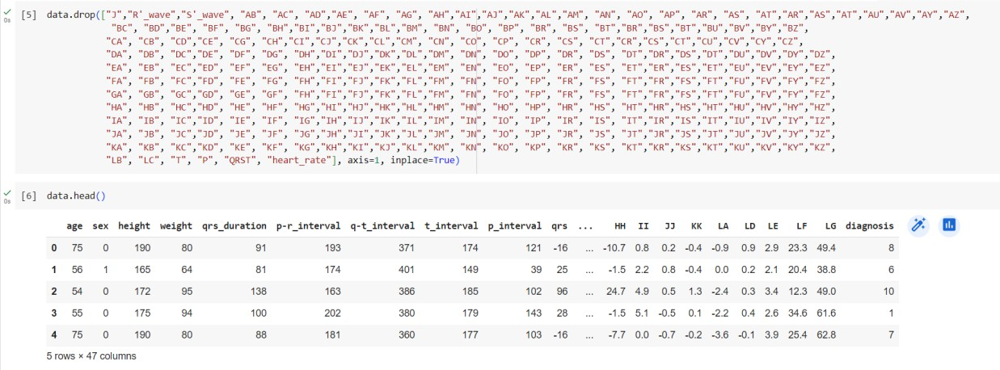 [5] data.drop(["J","R'_wave","S'_wave", "AB", "AC", "AD","AE", "AF", "AG", "AH","AI","AJ","AK","AL","AM", "AN", "AO", "AP", "AR", "AS", "AT","AR","AS","AT","AU","AV","AY","AZ",
"BC", "BD","BE", "BF", "BG", "BH","BI","BJ","BK","BL","BM", "BN", "BO", "BP", "BR", "BS", "BT","BR","BS","BT","BU","BV","BY","BZ",
"CA", "CB", "CD","CE", "CG", "CH","CI","CJ","CK","CL","CM", "CN", "CO", "CP", "CR", "CS", "CT","CR","CS","CT","CU","CV","CY","CZ",
"DA", "DB", "DC","DE", "DF", "DG", "DH","DI","DJ","DK","DL","DM", "DN", "DO", "DP", "DR", "DS", "DT","DR","DS","DT","DU","DV","DY","DZ",
"EA", "EB", "EC","ED", "EF", "EG", "EH","EI","EJ","EK","EL","EM", "EN", "EO", "EP", "ER", "ES", "ET","ER","ES","ET","EU","EV","EY","EZ",
"FA", "FB", "FC","FD", "FE", "FG", "FH","FI","FJ","FK","FL","FM", "FN", "FO", "FP", "FR", "FS", "FT","FR","FS","FT","FU","FV","FY","FZ",
"GA", "GB", "GC","GD", "GE", "GF", "FH","FI","FJ","FK","FL","FM", "FN", "FO", "FP", "FR", "FS", "FT","FR","FS","FT","FU","FV","FY","FZ",
"HA", "HB", "HC","HD", "HE", "HF", "HG","HI","HJ","HK","HL","HM", "HN", "HO", "HP", "HR", "HS", "HT","HR","HS","HT","HU","HV","HY","HZ",
"IA", "IB", "IC","ID", "IE", "IF", "IG","IH","IJ","IK","IL","IM", "IN", "IO", "IP", "IR", "IS", "IT","IR","IS","IT","IU","IV","IY","IZ",
"JA", "JB", "JC","JD", "JE", "JF", "JG","JH","JI","JK","JL","JM", "JN", "JO", "JP", "JR", "JS", "JT","JR","JS","JT","JU","JV","JY","JZ",
"KA", "KB", "KC","KD", "KE", "KF", "KG","KH","KI","KJ","KL","KM", "KN", "KO", "KP", "KR", "KS", "KT","KR","KS","KT","KU","KV","KY","KZ",
"LB", "LC", "T", "P", "QRST", "heart_rate"], axis=1, inplace=True)
0s
[6] data.head()
0s
age sex height weight qrs_duration p-r_interval q-t_interval t_interval p_interval qrs ... HH II JJ KK LA LD LE LF LG diagnosis
0 75 0 190 80 91 193 371 174 121 -16 ... -10.7 0.8 0.2 -0.4 -0.9 0.9 2.9 23.3 49.4 8
1 56 1 165 64 81 174 401 149 39 25 ... -1.5 2.2 0.8 -0.4 0.0 0.2 2.1 20.4 38.8 6
2 54 0 172 95 138 163 386 185 102 96 ... 24.7 4.9 0.5 1.3 -2.4 0.3 3.4 12.3 49.0 10
3 55 0 175 94 100 202 380 179 143 28 ... -1.5 5.1 -0.5 0.1 -2.2 0.4 2.6 34.6 61.6 1
4 75 0 190 80 88 181 360 177 103 -16 ... -7.7 0.0 -0.7 -0.2 -3.6 -0.1 3.9 25.4 62.8 7
5 rows × 47 columns